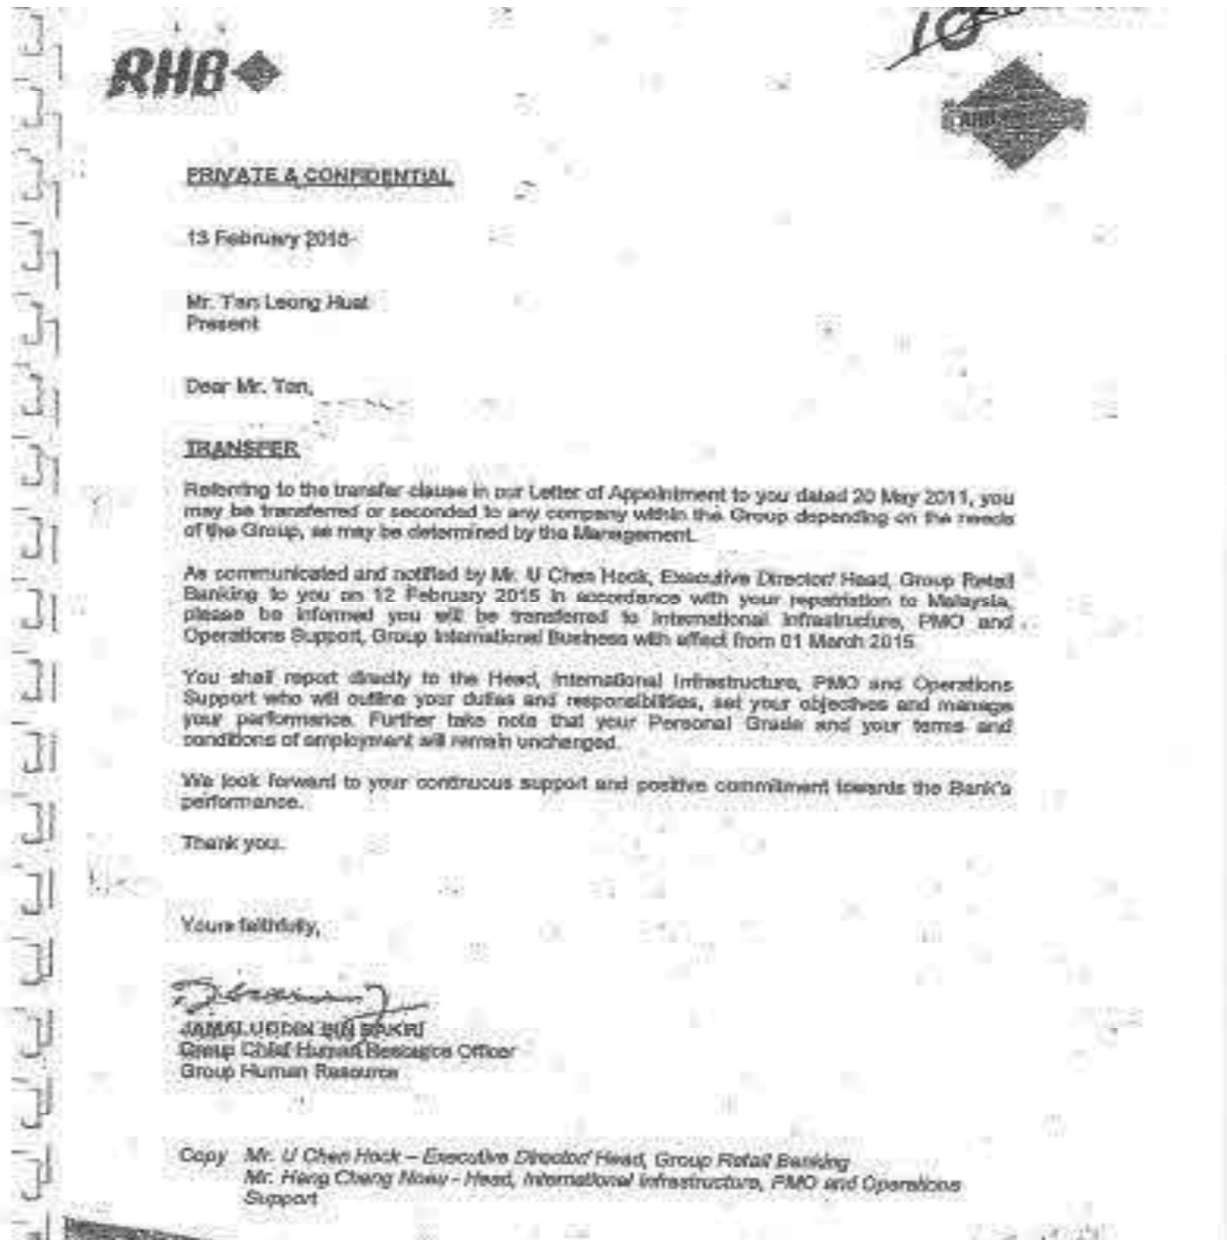 RHB
RHB
PRIVATE & CONFIDENTIAL
13 February 2015
Mr. Tan Leong Huat
Present
Dear Mr. Tan,
TRANSFER
Referring to the transfer clause in our Letter of Appointment to you dated 20 May 2011, you
may be transferred or seconded to any company within the Group depending on the needs
of the Group, as may be determined by the Management.
As communicated and notified by Mr. U Chen Hock, Executive Director/ Head, Group Retail
Banking to you on 12 February 2015 in accordance with your repatriation to Malaysia,
please be informed you will be transferred to International Infrastructure, PMO and
Operations Support, Group International Business with effect from 01 March 2015.
You shall report directly to the Head, International Infrastructure, PMO and Operations
Support who will outline your duties and responsibilities, set your objectives and manage
your performance. Further take note that your Personal Grade and your terms and
conditions of employment will remain unchanged.
We look forward to your continuous support and positive commitment towards the Bank's
performance.
Thank you.
Yours faithfully,
JAMALUDDIN BIN BAKRI
Group Chief Human Resource Officer
Group Human Resource
Copy Mr. U Chen Hock – Executive Director/ Head, Group Retail Banking
Mr. Heng Cheng - Head, International Infrastructure, PMO and Operations
Support